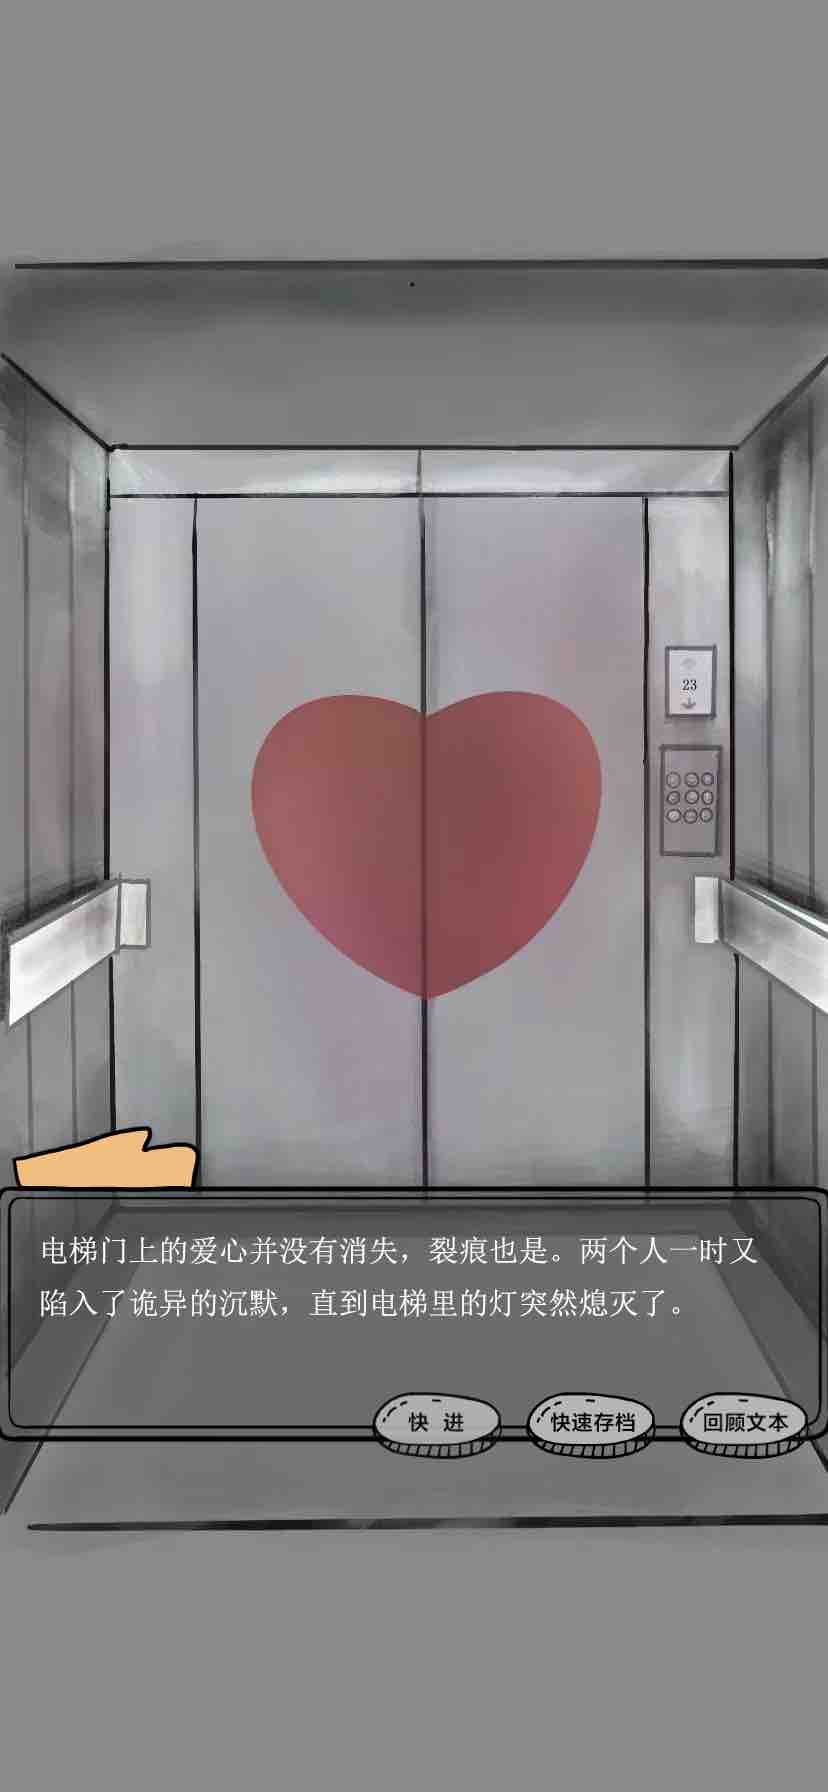 23
电梯门上的爱心并没有消失，裂痕也是。两个人一时又
陷入了诡异的沉默，直到电梯里的灯突然熄灭了。
快 进
快速存档
回顾文本